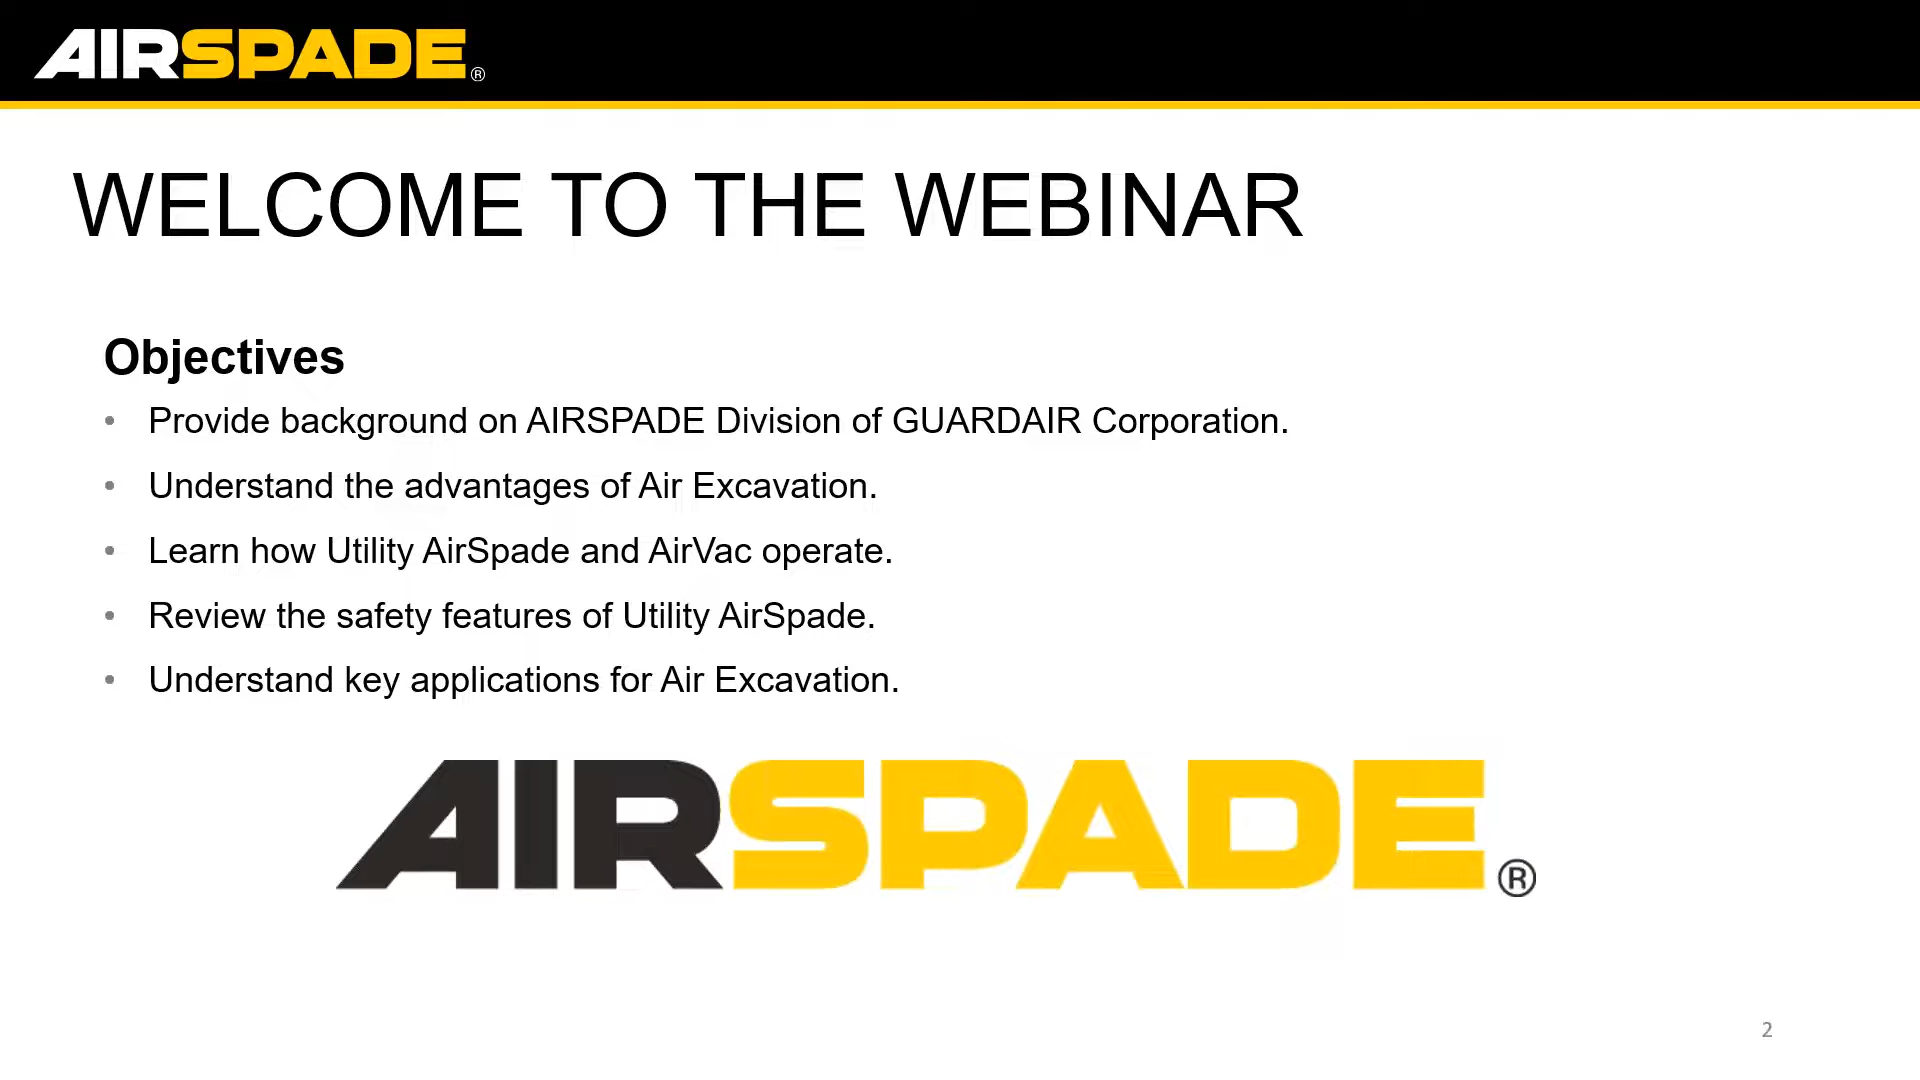 AIRSPADE®
WELCOME TO THE WEBINAR
Objectives
• Provide background on AIRSPADE Division of GUARDAIR Corporation.
• Understand the advantages of Air Excavation.
• Learn how Utility AirSpade and AirVac operate.
• Review the safety features of Utility AirSpade.
• Understand key applications for Air Excavation.
AIRSPADE®
2